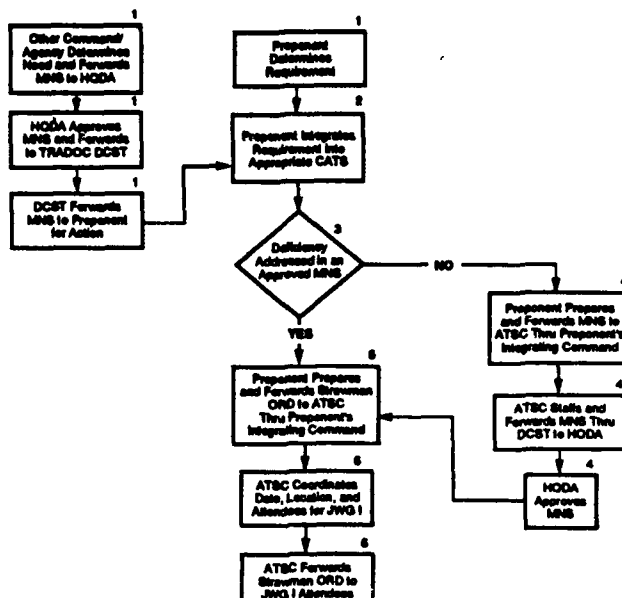 1
Other Command/
Agency Determines
Need and Forwards
MNS to HQDA
1
HQDA Approves
MNS and Forwards
to TRADOC DCST
1
DCST Forwards
MNS to Proponent
for Action
1
Proponent
Determines
Requirement
2
Proponent Integrates
Requirement into
Appropriate CATS
3
Deficiency
Addressed in an
Approved MNS
NO
YES
Proponent Prepares
and Forwards MNS to
ATSC Thru Proponent's
Integrating Command
4
ATSC Staffs and
Forwards MNS Thru
DCST to HQDA
4
HQDA
Approves
MNS
5
Proponent Prepares
and Forwards Strawman
ORD to ATSC
Thru Proponent's
Integrating Command
5
ATSC Coordinates
Date, Location, and
Attendees for JWG I
5
ATSC Forwards
Strawman ORD to
JWG I Attendees